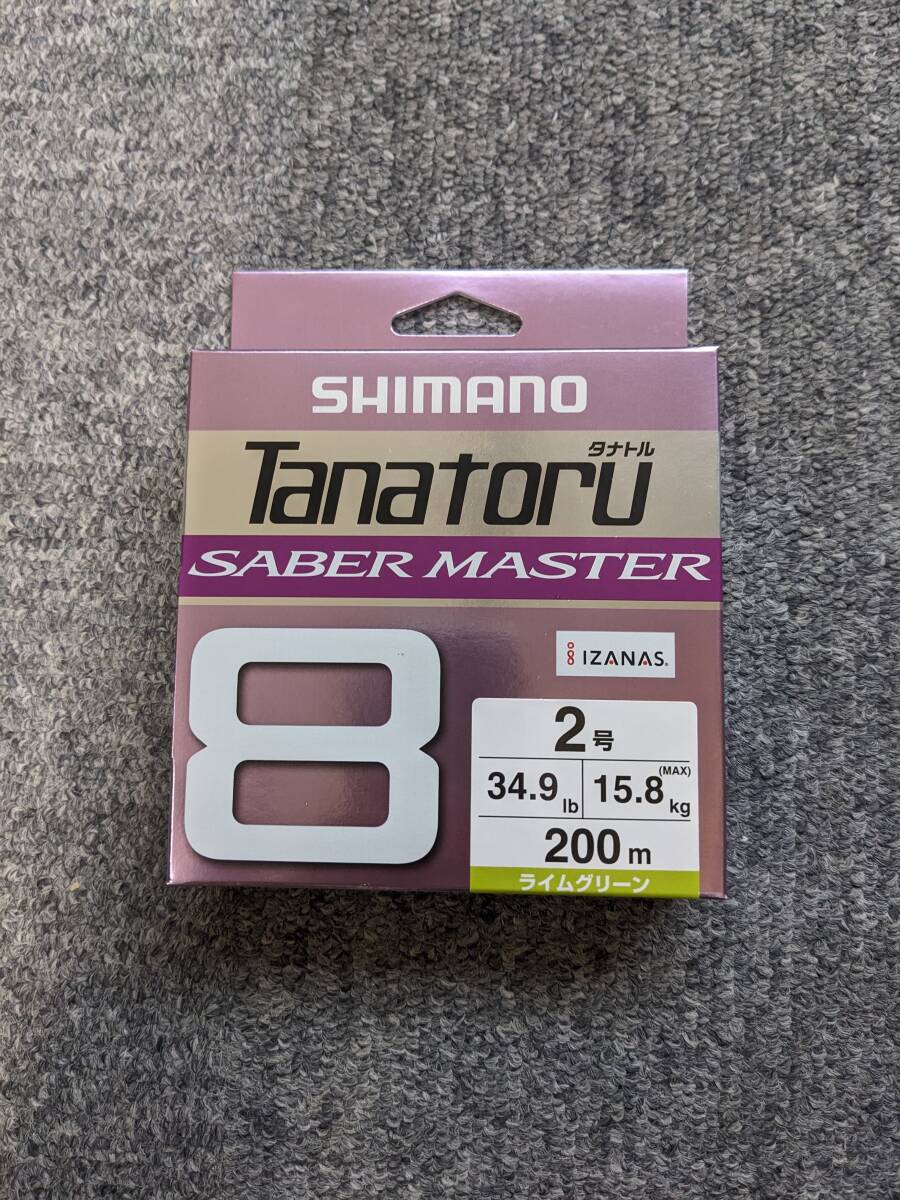 SHIMANO
タナトル
Tanatoru
SABER MASTER
8
IZANAS®
2号
34.9 lb 15.8 (MAX) kg
200m
ライムグリーン